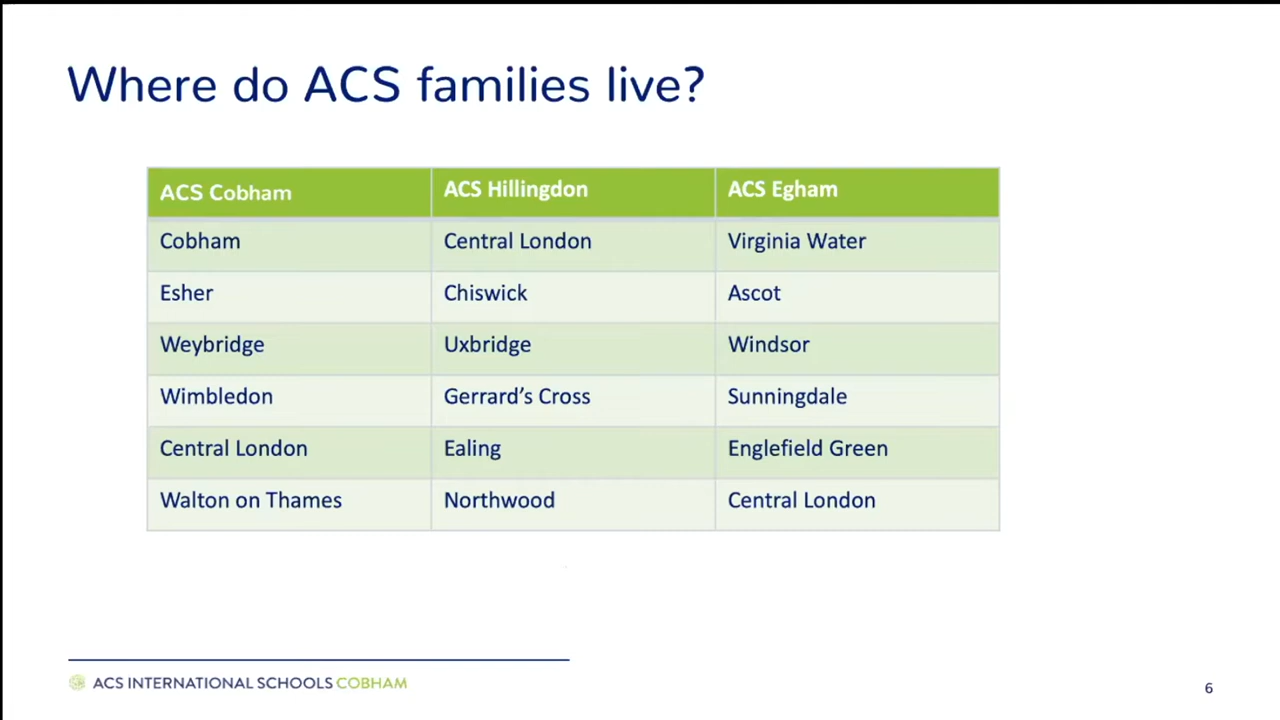 Where do ACS families live?
ACS Cobham ACS Hillingdon ACS Egham
Cobham Central London Virginia Water
Esher Chiswick Ascot
Weybridge Uxbridge Windsor
Wimbledon Gerrard’s Cross Sunningdale
Central London Ealing Englefield Green
Walton on Thames Northwood Central London
ACS INTERNATIONAL SCHOOLS COBHAM
6